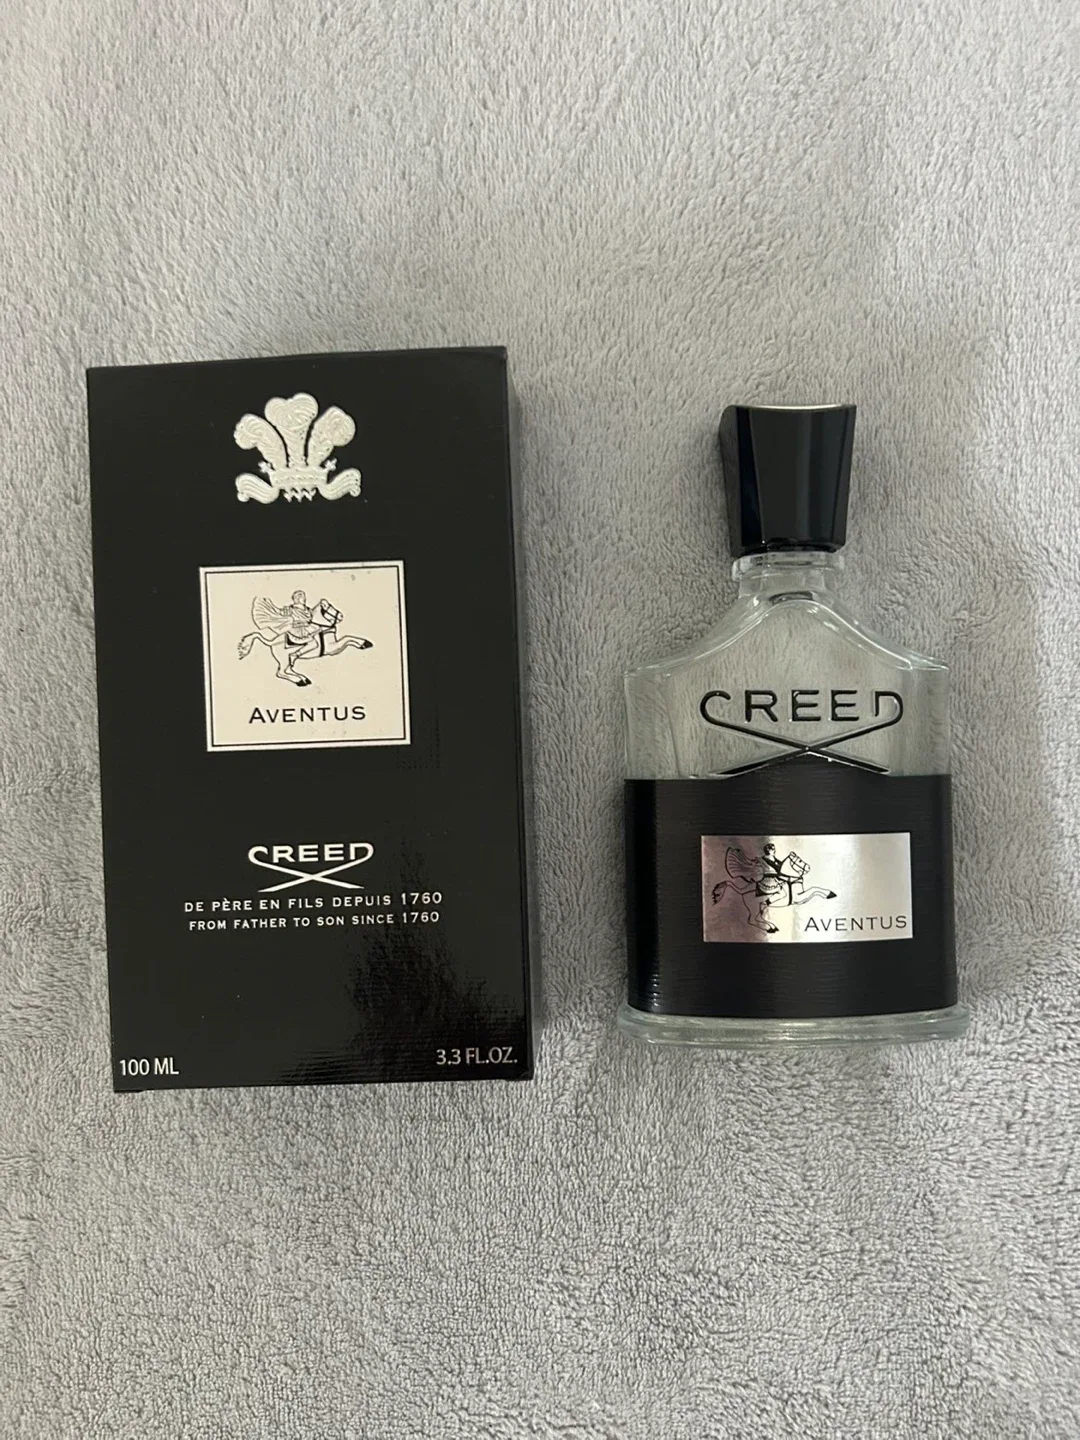 AVENTUS
CREED
DE PÈRE EN FILS DEPUIS 1760
FROM FATHER TO SON SINCE 1760
100 ML
3.3 FL.OZ.
CREED
AVENTUS